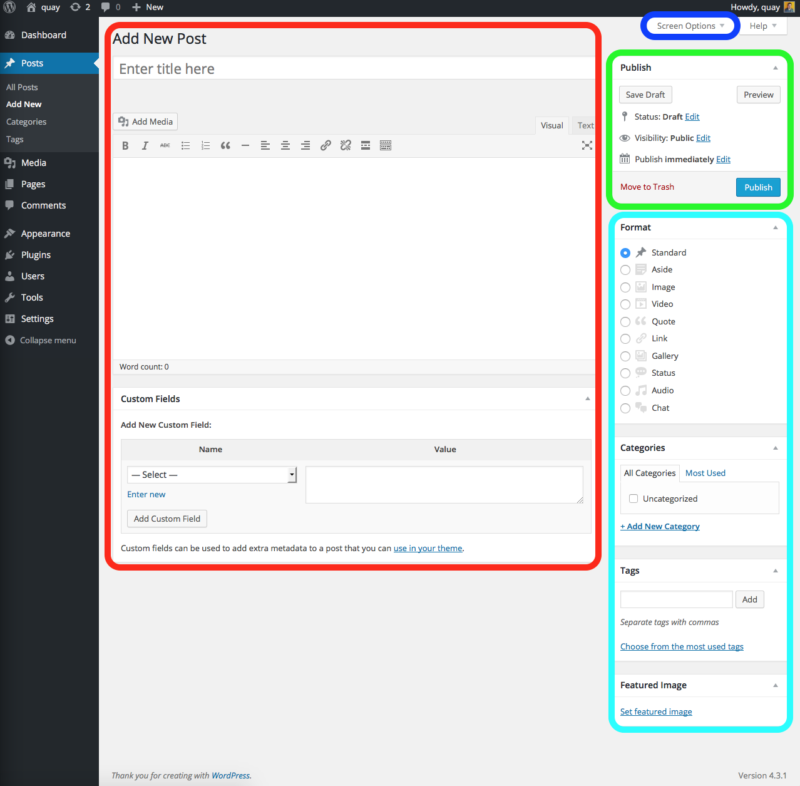 quay 2 0 + New Howdy, quay
Screen Options Help
Dashboard
Posts
All Posts
Add New
Categories
Tags
Media
Pages
Comments
Appearance
Plugins
Users
Tools
Settings
Collapse menu
Add New Post
Enter title here
Add Media
Visual Text
B I ABC
Word count: 0
Custom Fields
Add New Custom Field:
Name Value
— Select —
Enter new
Add Custom Field
Custom fields can be used to add extra metadata to a post that you can use in your theme.
Publish
Save Draft Preview
Status: Draft Edit
Visibility: Public Edit
Publish immediately Edit
Move to Trash Publish
Format
Standard
Aside
Image
Video
Quote
Link
Gallery
Status
Audio
Chat
Categories
All Categories Most Used
Uncategorized
+ Add New Category
Tags
Add
Separate tags with commas
Choose from the most used tags
Featured Image
Set featured image
Thank you for creating with WordPress. Version 4.3.1